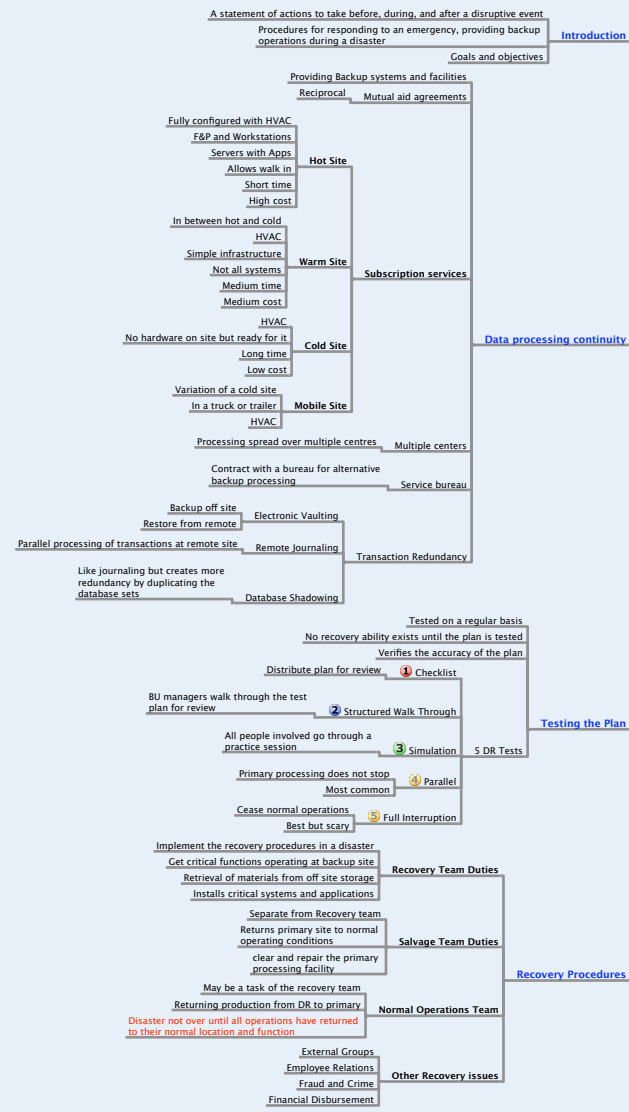 A statement of actions to take before, during, and after a disruptive event
Procedures for responding to an emergency, providing backup
operations during a disaster
Goals and objectives
Introduction
Providing Backup systems and facilities
Reciprocal
Mutual aid agreements
Fully configured with HVAC
F&P and Workstations
Servers with Apps
Allows walk in
Short time
High cost
Hot Site
In between hot and cold
HVAC
Simple infrastructure
Not all systems
Medium time
Medium cost
Warm Site
Subscription services
HVAC
No hardware on site but ready for it
Long time
Low cost
Cold Site
Variation of a cold site
In a truck or trailer
HVAC
Mobile Site
Data processing continuity
Processing spread over multiple centres
Multiple centers
Contract with a bureau for alternative
backup processing
Service bureau
Backup off site
Restore from remote
Electronic Vaulting
Parallel processing of transactions at remote site
Remote Journaling
Transaction Redundancy
Like journaling but creates more
redundancy by duplicating the
database sets
Database Shadowing
Tested on a regular basis
No recovery ability exists until the plan is tested
Verifies the accuracy of the plan
Distribute plan for review
1 Checklist
BU managers walk through the test
plan for review
2 Structured Walk Through
Testing the Plan
All people involved go through a
practice session
3 Simulation
5 DR Tests
Primary processing does not stop
Most common
4 Parallel
Cease normal operations
Best but scary
5 Full Interruption
Implement the recovery procedures in a disaster
Get critical functions operating at backup site
Retrieval of materials from off site storage
Installs critical systems and applications
Recovery Team Duties
Separate from Recovery team
Returns primary site to normal
operating conditions
clear and repair the primary
processing facility
Salvage Team Duties
Recovery Procedures
May be a task of the recovery team
Returning production from DR to primary
Disaster not over until all operations have returned
to their normal location and function
Normal Operations Team
External Groups
Employee Relations
Fraud and Crime
Financial Disbursement
Other Recovery issues